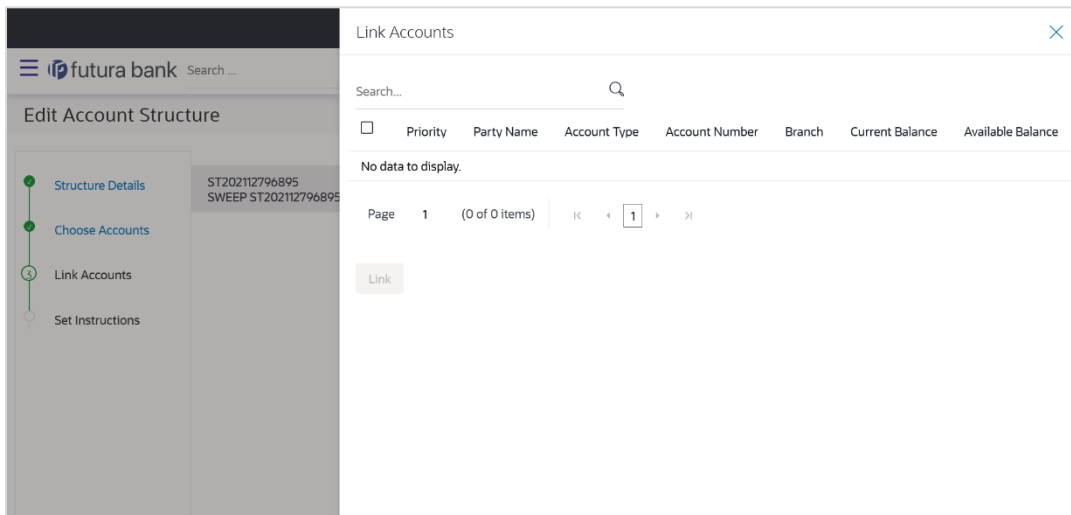 Link Accounts
futura bank Search ...
Edit Account Structure
Structure Details
Choose Accounts
3 Link Accounts
Set Instructions
ST202112796895
SWEEP ST202112796895
Search...
Priority Party Name Account Type Account Number Branch Current Balance Available Balance
No data to display.
Page 1 (0 of 0 items) 1
Link